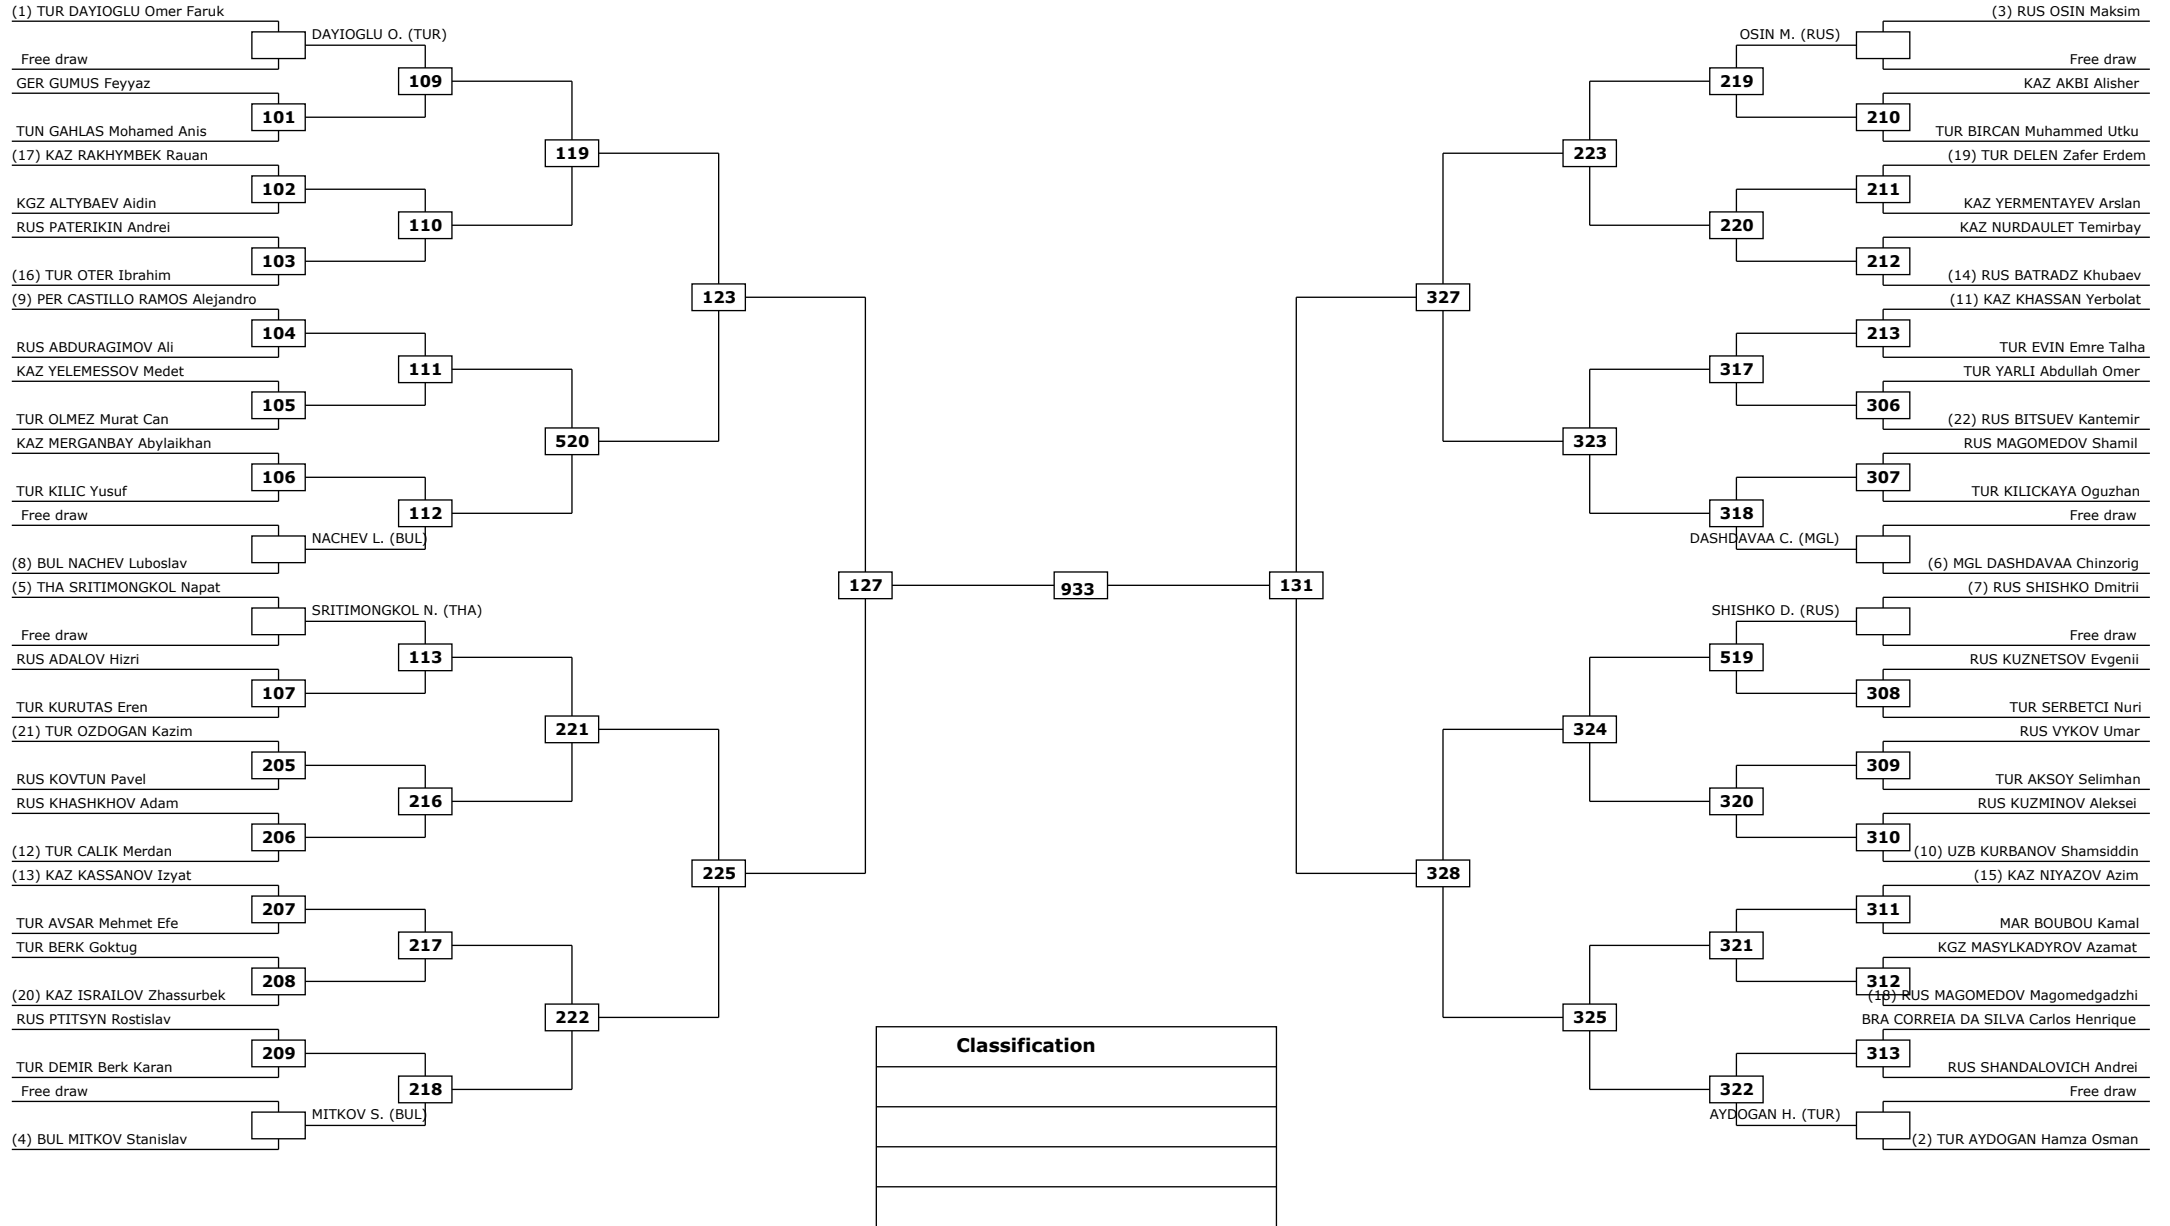 (1) TUR DAYIOGLU Omer Faruk
DAYIOGLU O. (TUR)
Free draw
109
GER GUMUS Feyyaz
101
TUN GAHLAS Mohamed Anis
119
(17) KAZ RAKHYMBEK Rauan
102
KGZ ALTYBAEV Aidin
110
RUS PATERIKIN Andrei
103
(16) TUR OTER Ibrahim
123
(9) PER CASTILLO RAMOS Alejandro
104
RUS ABDURAGIMOV Ali
111
KAZ YELEMESSOV Medet
105
TUR OLMEZ Murat Can
520
KAZ MERGANBAY Abylaikhan
106
TUR KILIC Yusuf
112
Free draw
NACHEV L. (BUL)
(8) BUL NACHEV Luboslav
127
(5) THA SRITIMONGKOL Napat
SRITIMONGKOL N. (THA)
Free draw
113
RUS ADALOV Hizri
107
TUR KURUTAS Eren
221
(21) TUR OZDOGAN Kazim
205
RUS KOVTUN Pavel
216
RUS KHASHKHOV Adam
206
(12) TUR CALIK Merdan
225
(13) KAZ KASSANOV Izyat
207
TUR AVSAR Mehmet Efe
217
TUR BERK Goktug
208
(20) KAZ ISRAILOV Zhassurbek
222
RUS PTITSYN Rostislav
209
TUR DEMIR Berk Karan
218
Free draw
MITKOV S. (BUL)
(4) BUL MITKOV Stanislav
933
(3) RUS OSIN Maksim
OSIN M. (RUS)
Free draw
219
KAZ AKBI Alisher
210
TUR BIRCAN Muhammed Utku
223
(19) TUR DELEN Zafer Erdem
211
KAZ YERMENTAYEV Arslan
220
KAZ NURDAULET Temirbay
212
(14) RUS BATRADZ Khubaev
327
(11) KAZ KHASSAN Yerbolat
213
TUR EVIN Emre Talha
317
TUR YARLI Abdullah Omer
306
(22) RUS BITSUEV Kantemir
323
RUS MAGOMEDOV Shamil
307
TUR KILICKAYA Oguzhan
318
Free draw
DASHDAVAA C. (MGL)
(6) MGL DASHDAVAA Chinzorig
131
(7) RUS SHISHKO Dmitrii
SHISHKO D. (RUS)
Free draw
519
RUS KUZNETSOV Evgenii
308
TUR SERBETCI Nuri
324
RUS VYKOV Umar
309
TUR AKSOY Selimhan
320
RUS KUZMINOV Aleksei
310
(10) UZB KURBANOV Shamsiddin
328
(15) KAZ NIYAZOV Azim
311
MAR BOUBOU Kamal
321
KGZ MASYLKADYROV Azamat
312
(18) RUS MAGOMEDOV Magomedgadzhi
325
BRA CORREIA DA SILVA Carlos Henrique
313
RUS SHANDALOVICH Andrei
322
Free draw
AYDOGAN H. (TUR)
(2) TUR AYDOGAN Hamza Osman
Classification